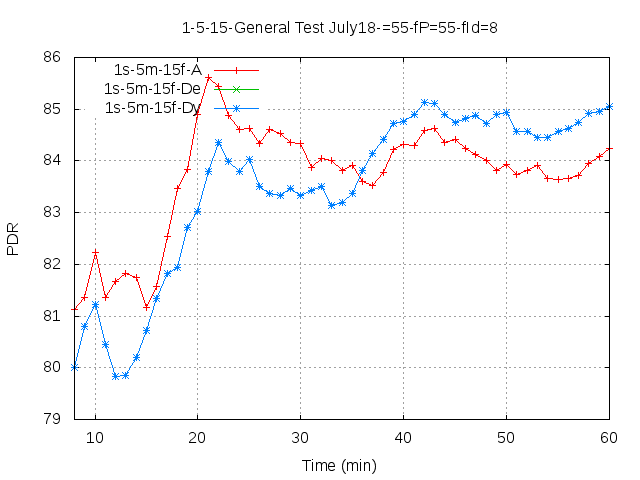 1-5-15-General Test July18-=55-fP=55-fId=8
86
85
84
83
82
81
80
79
PDR
1s-5m-15f-A
1s-5m-15f-De
1s-5m-15f-Dy
10
20
30
40
50
60
Time (min)